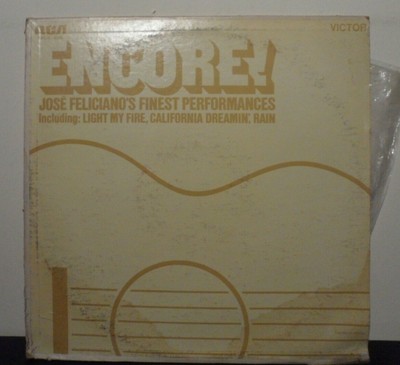 RCA
VICTOR
ENCORE!
JOSÉ FELICIANO'S FINEST PERFORMANCES
Including: LIGHT MY FIRE, CALIFORNIA DREAMIN', RAIN